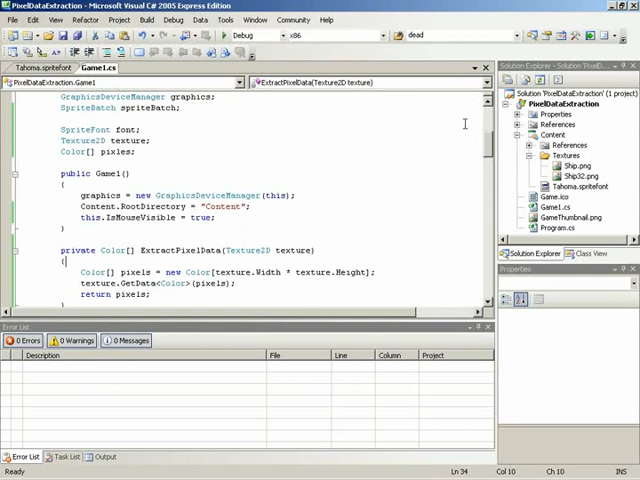 PixelDataExtraction - Microsoft Visual C# 2005 Express Edition
File Edit View Refactor Project Build Debug Data Tools Window Community Help
Debug x86 dead
Tahoma.spritefont Game1.cs
PixelDataExtraction.Game1 ExtractPixelData(Texture2D texture)
GraphicsDeviceManager graphics;
SpriteBatch spriteBatch;
SpriteFont font;
Texture2D texture;
Color[] pixles;
public Game1()
{
graphics = new GraphicsDeviceManager(this);
Content.RootDirectory = "Content";
this.IsMouseVisible = true;
}
private Color[] ExtractPixelData(Texture2D texture)
{
Color[] pixels = new Color[texture.Width * texture.Height];
texture.GetData<Color>(pixels);
return pixels;
}
Solution Explorer - Solution 'PixelD...
Solution 'PixelDataExtraction' (1 project)
PixelDataExtraction
Properties
References
Content
References
Textures
Ship.png
Ship32.png
Tahoma.spritefont
Game.ico
Game1.cs
GameThumbnail.png
Program.cs
Solution Explorer Class View
Properties
Error List
0 Errors 0 Warnings 0 Messages
Description File Line Column Project
Error List Task List Output
Ready Ln 34 Col 10 Ch 10 INS